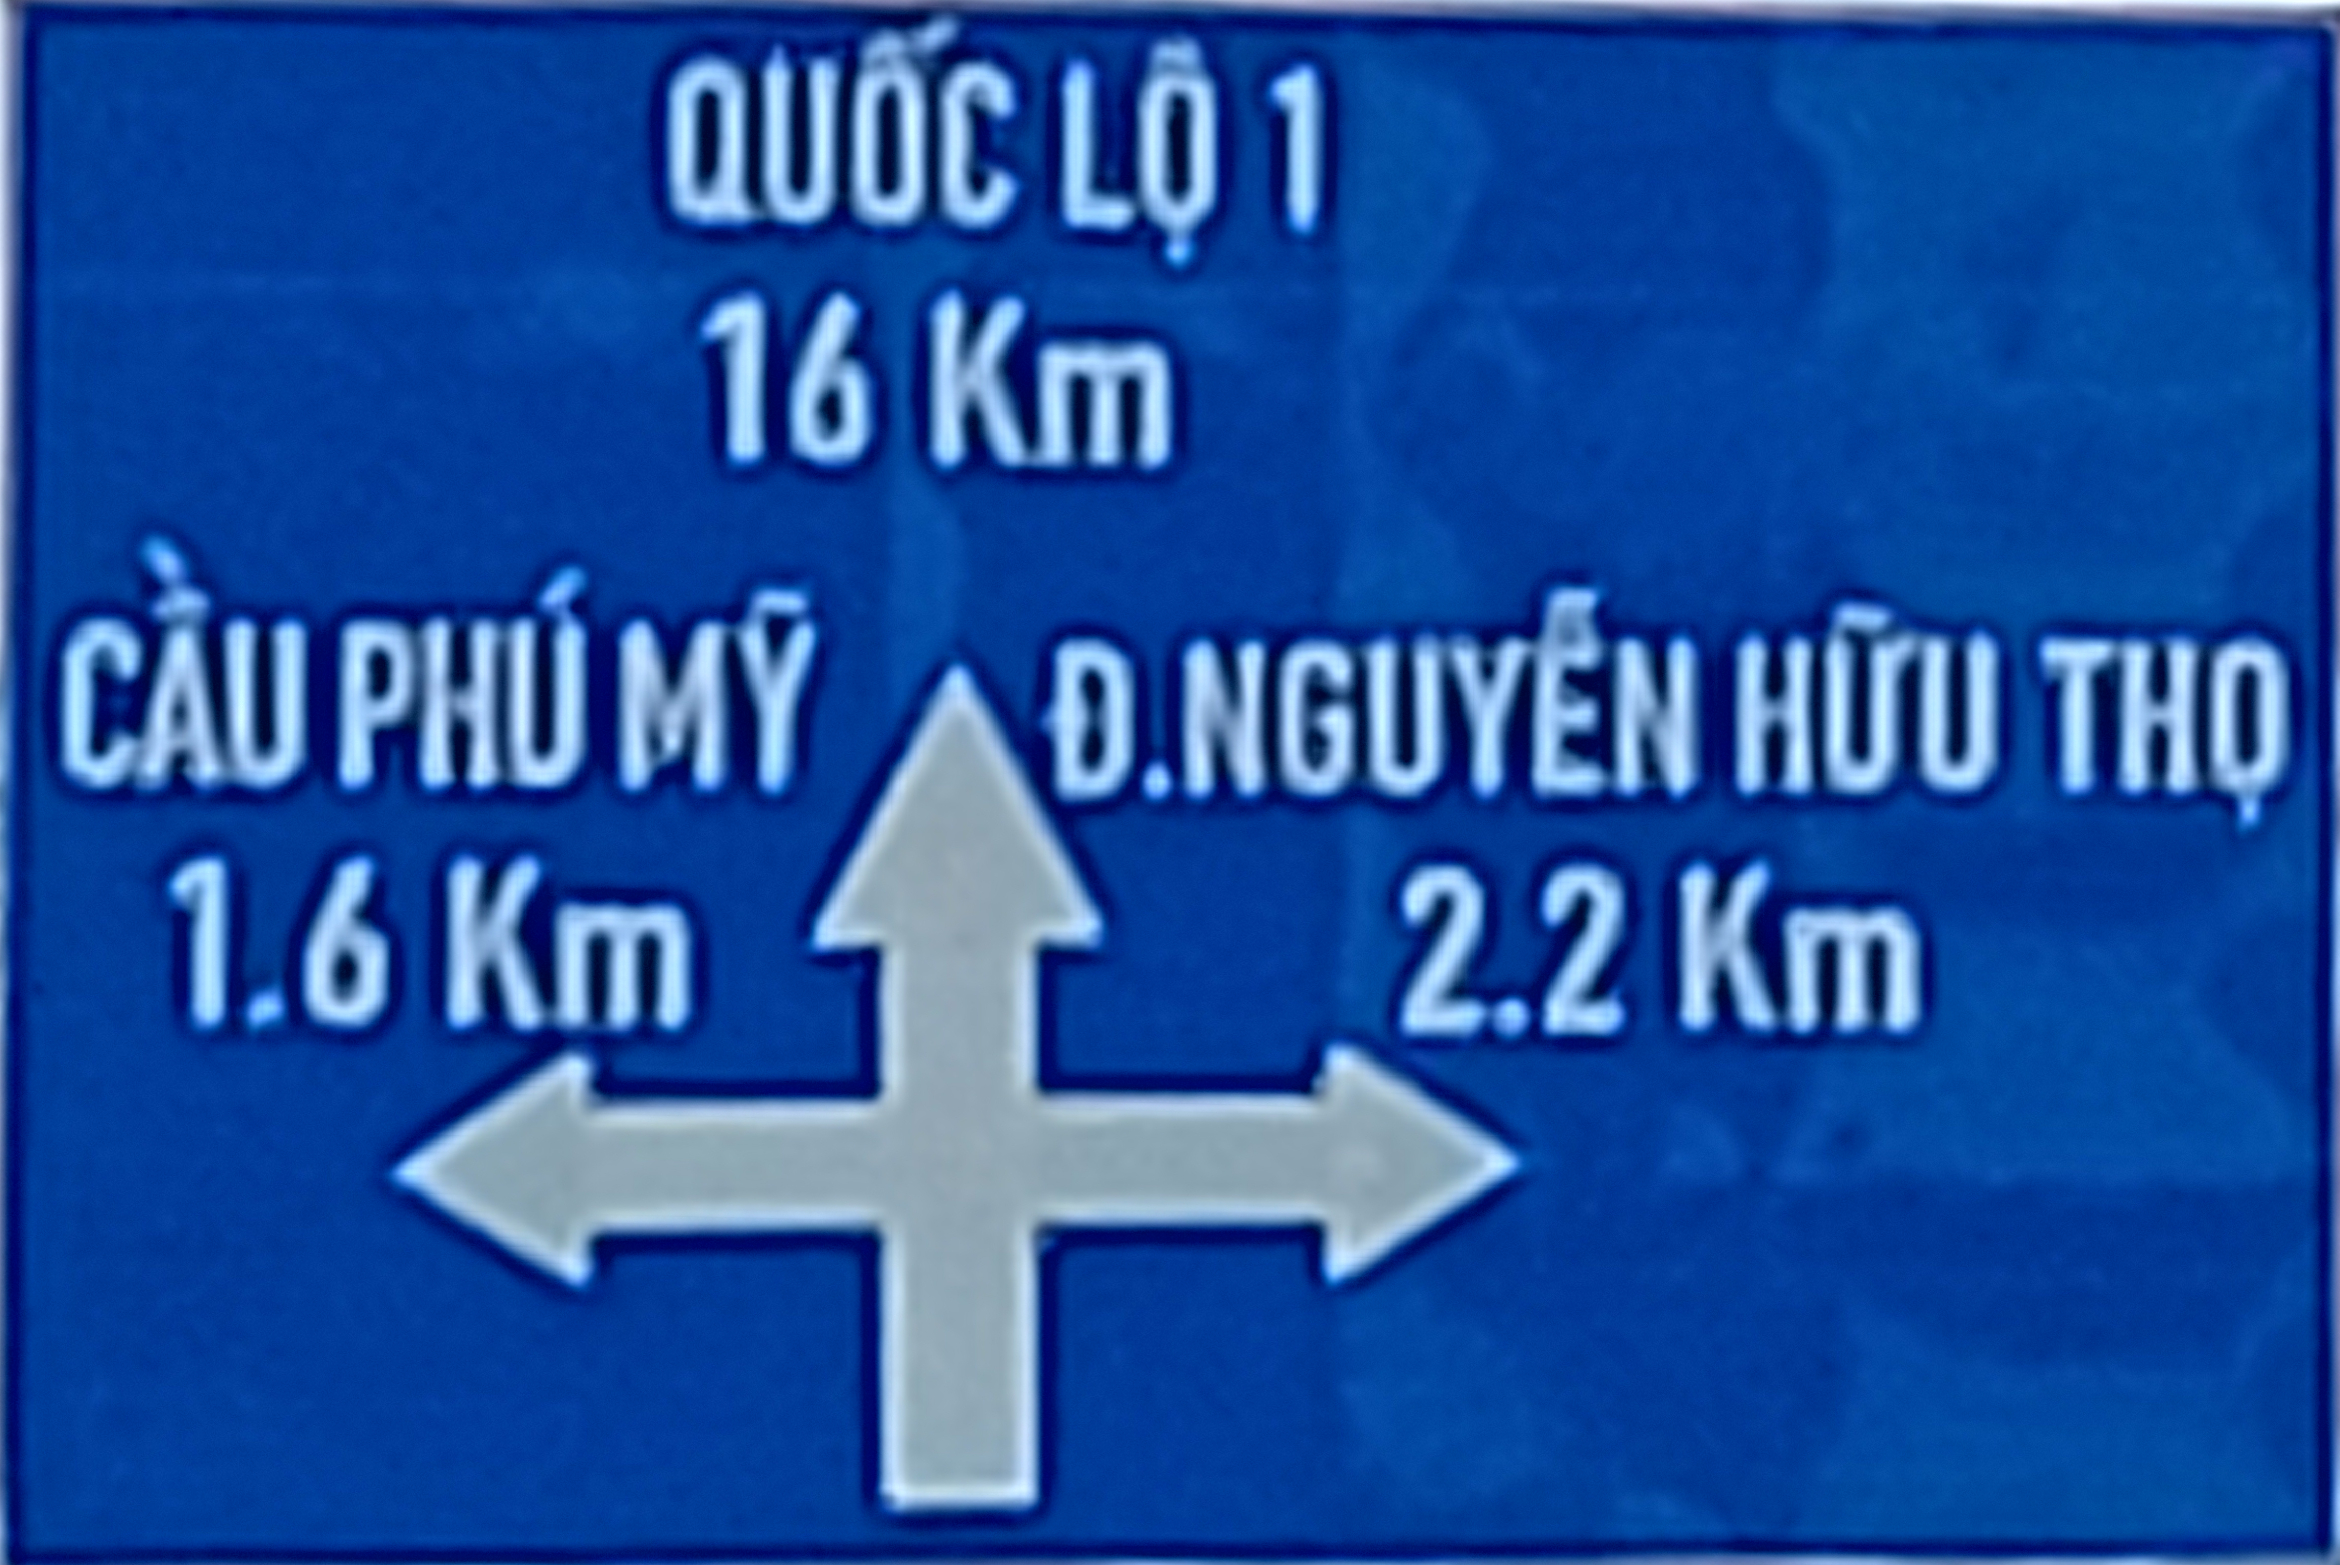 QUỐC LỘ 1
16 Km
CẦU PHÚ MỸ
1.6 Km
Đ.NGUYỄN HỮU THỌ
2.2 Km